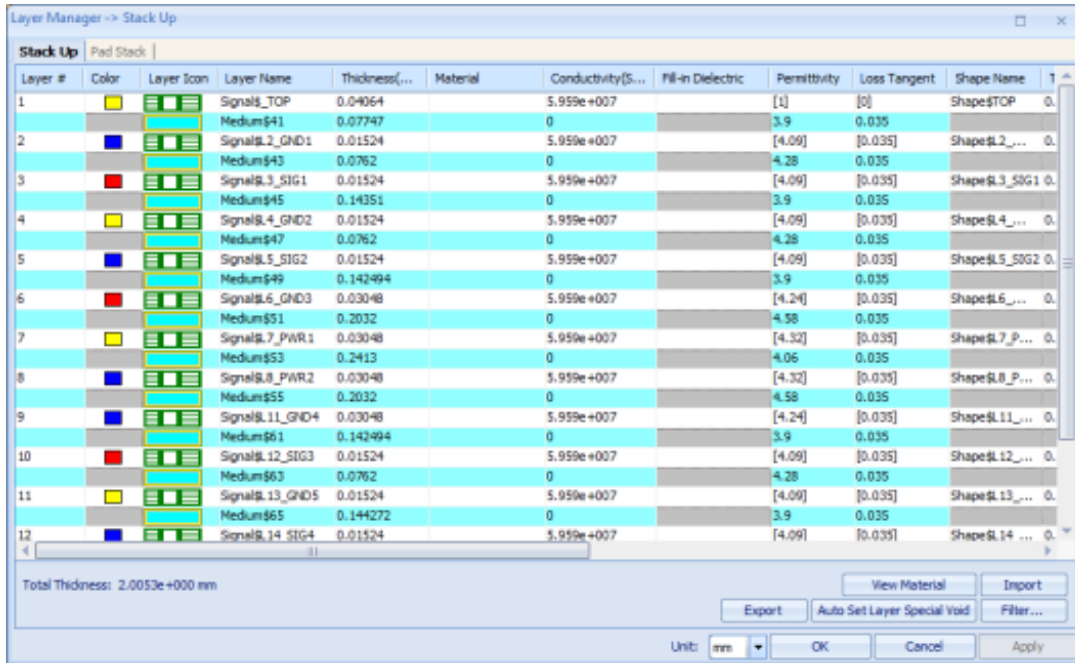 Layer Manager -> Stack Up
Stack Up Pad Stack
Layer # Color Layer Icon Layer Name Thickness(... Material Conductivity(S... Fill-in Dielectric Permittivity Loss Tangent Shape Name T
1 Signal$_TOP 0.04064 5.959e+007 [1] [0] Shape$TOP 0.
Medium$41 0.07747 0 3.9 0.035
2 Signal$L2_GND1 0.01524 5.959e+007 [4.09] [0.035] Shape$L2_... 0.
Medium$43 0.0762 0 4.28 0.035
3 Signal$L3_SIG1 0.01524 5.959e+007 [4.09] [0.035] Shape$L3_SIG1 0.
Medium$45 0.14351 0 3.9 0.035
4 Signal$L4_GND2 0.01524 5.959e+007 [4.09] [0.035] Shape$L4_... 0.
Medium$47 0.0762 0 4.28 0.035
5 Signal$L5_SIG2 0.01524 5.959e+007 [4.09] [0.035] Shape$L5_SIG2 0.
Medium$49 0.142494 0 3.9 0.035
6 Signal$L6_GND3 0.03048 5.959e+007 [4.24] [0.035] Shape$L6_... 0.
Medium$51 0.2032 0 4.58 0.035
7 Signal$L7_PWR1 0.03048 5.959e+007 [4.32] [0.035] Shape$L7_P... 0.
Medium$53 0.2413 0 4.06 0.035
8 Signal$L8_PWR2 0.03048 5.959e+007 [4.32] [0.035] Shape$L8_P... 0.
Medium$55 0.2032 0 4.58 0.035
9 Signal$L11_GND4 0.03048 5.959e+007 [4.24] [0.035] Shape$L11_... 0.
Medium$61 0.142494 0 3.9 0.035
10 Signal$L12_SIG3 0.01524 5.959e+007 [4.09] [0.035] Shape$L12_... 0.
Medium$63 0.0762 0 4.28 0.035
11 Signal$L13_GND5 0.01524 5.959e+007 [4.09] [0.035] Shape$L13_... 0.
Medium$65 0.144272 0 3.9 0.035
12 Signal$L14_SIG4 0.01524 5.959e+007 [4.09] [0.035] Shape$L14_... 0.
Total Thickness: 2.0053e+000 mm
View Material Import
Export Auto Set Layer Special Void Filter...
Unit: mm OK Cancel Apply